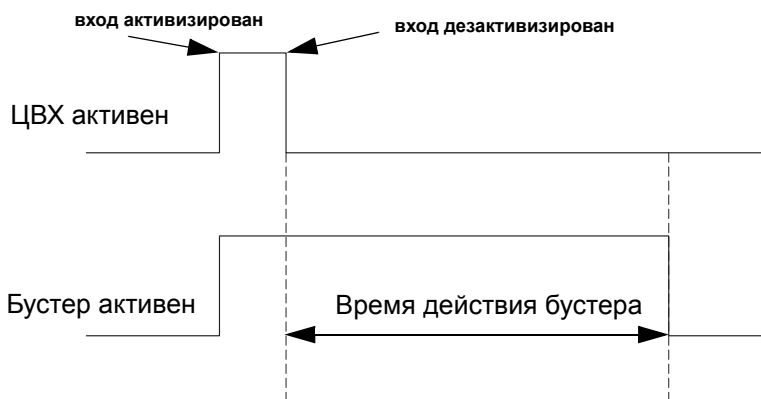 вход активизирован
вход дезактивизирован
ЦВХ активен
Бустер активен
Время действия бустера